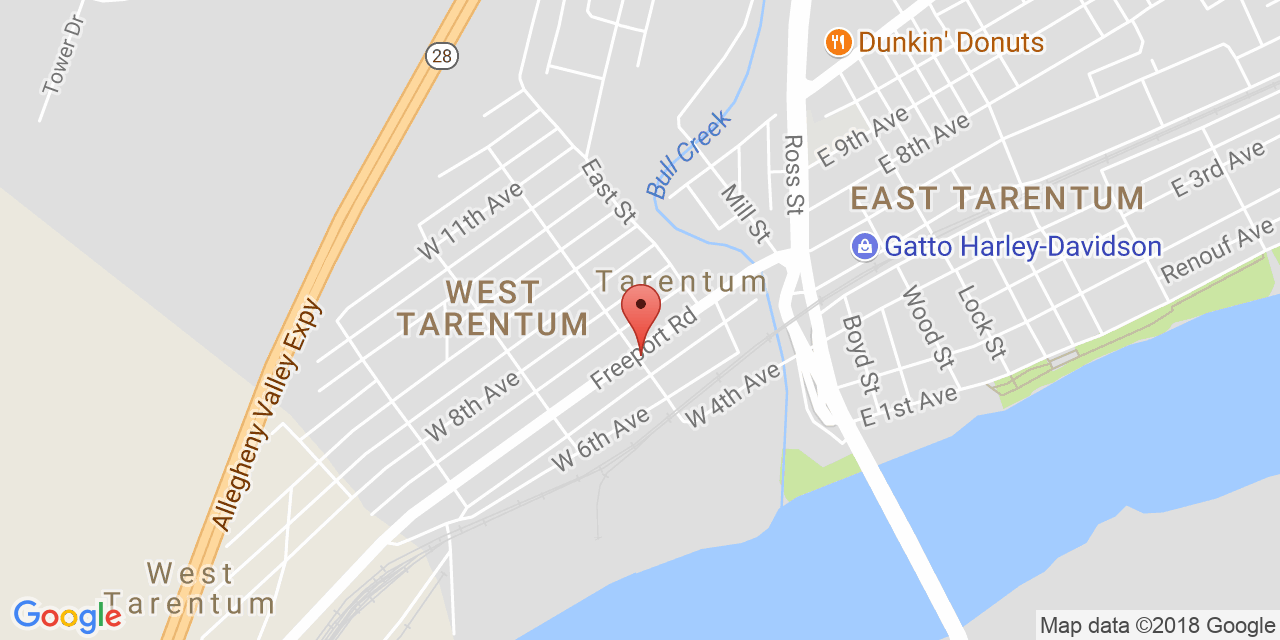 Tower Dr
28
Dunkin' Donuts
Bull Creek
Ross St
E 9th Ave
E 8th Ave
E 3rd Ave
East St
Mill St
EAST TARENTUM
W 11th Ave
Gatto Harley-Davidson
Renouf Ave
Tarentum
WEST
TARENTUM
Allegheny Valley Expy
Freeport Rd
Boyd St
Wood St
Lock St
W 8th Ave
W 6th Ave
W 4th Ave
E 1st Ave
West
Tarentum
Google
Map data ©2018 Google